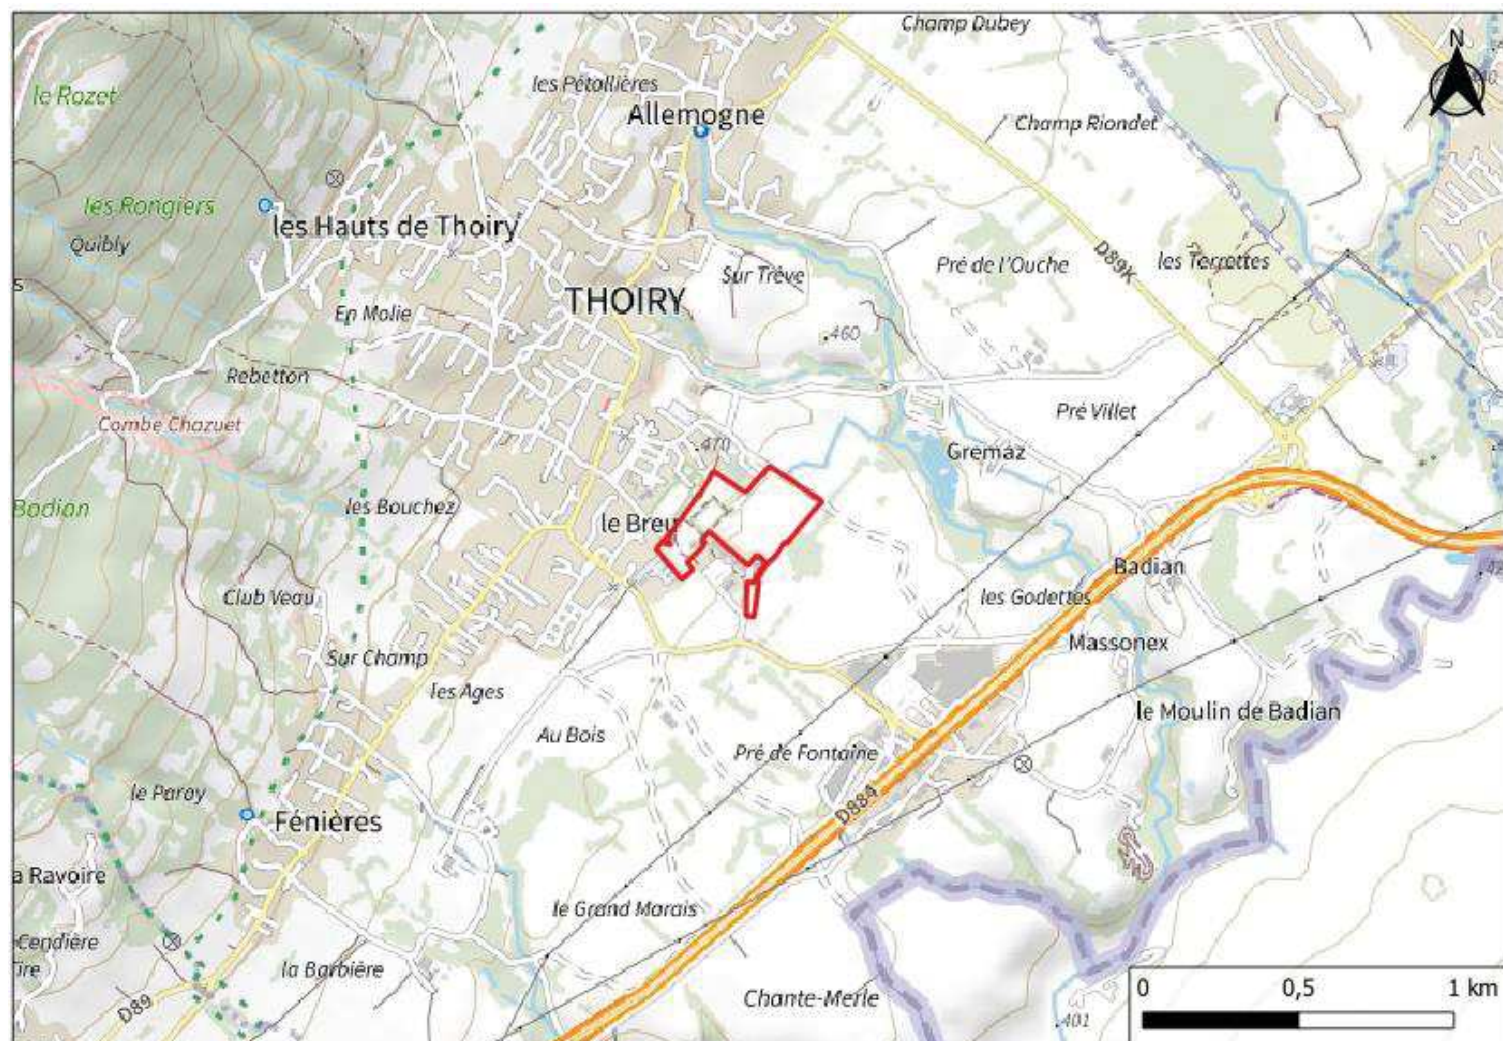 Champ Dubey
N
les Pétallières
le Rozet
Allemogne
Champ Riondet
les Rongiers
les Hauts de Thoiry
Quibly
D89K
Pré de l'Ouche
les Terrettes
Sur Trêve
s
THOIRY
En Molie
.460
Rebetton
Combe Chazuet
Pré Villet
.470
Gremaz
Badian
les Bouchez
le Breu
Badian
Club Veau
les Godettes
Massonex
Sur Champ
les Ages
le Moulin de Badian
Au Bois
Pré de Fontaine
le Paroy
D884
Fénières
a Ravoire
le Grand Marais
Cendière
la Barbière
Chante-Merle
D89
0 0,5 1 km
.401